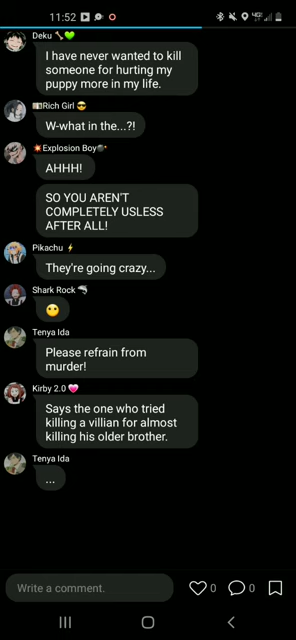 11:52
Deku 🦴💚
I have never wanted to kill
someone for hurting my
puppy more in my life.
💵Rich Girl 😎
W-what in the...?!
💥Explosion Boy💣
AHHH!
SO YOU AREN'T
COMPLETELY USLESS
AFTER ALL!
Pikachu ⚡
They're going crazy...
Shark Rock 🦈
😶
Tenya Ida
Please refrain from
murder!
Kirby 2.0 💗
Says the one who tried
killing a villian for almost
killing his older brother.
Tenya Ida
...
Write a comment.
0
0